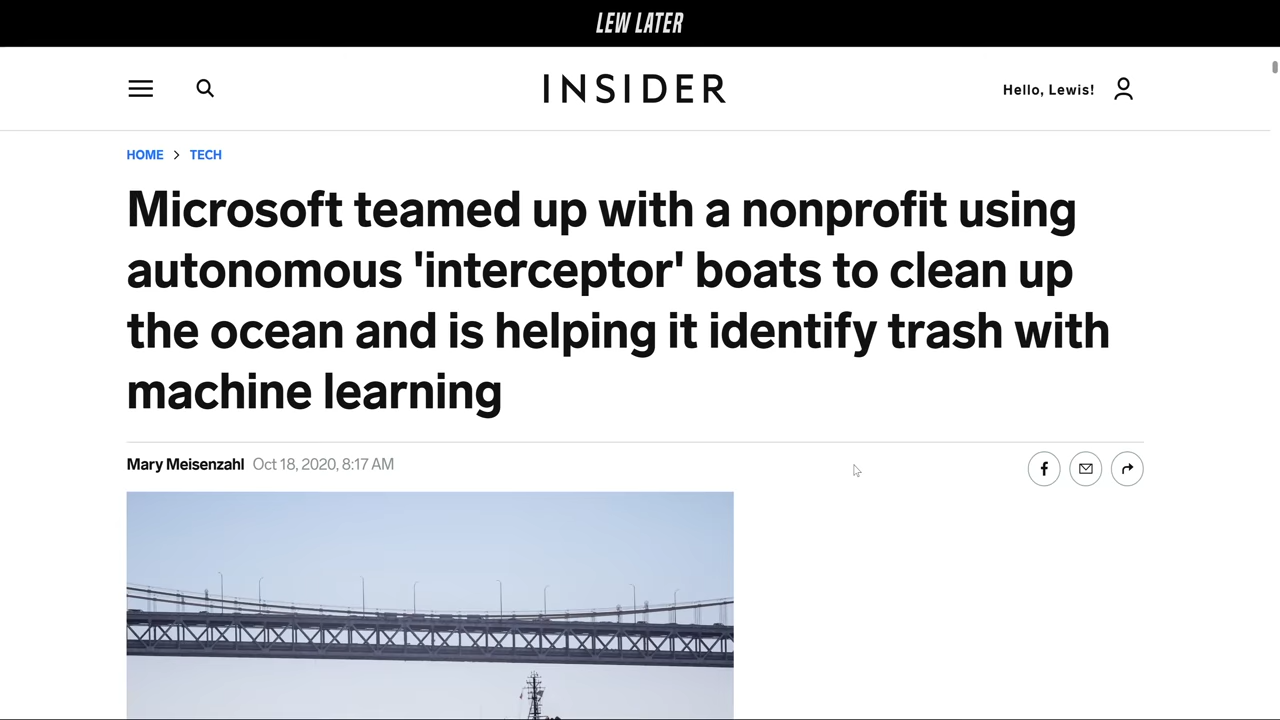 LEW LATER
INSIDER
Hello, Lewis!
HOME > TECH
Microsoft teamed up with a nonprofit using
autonomous 'interceptor' boats to clean up
the ocean and is helping it identify trash with
machine learning
Mary Meisenzahl Oct 18, 2020, 8:17 AM